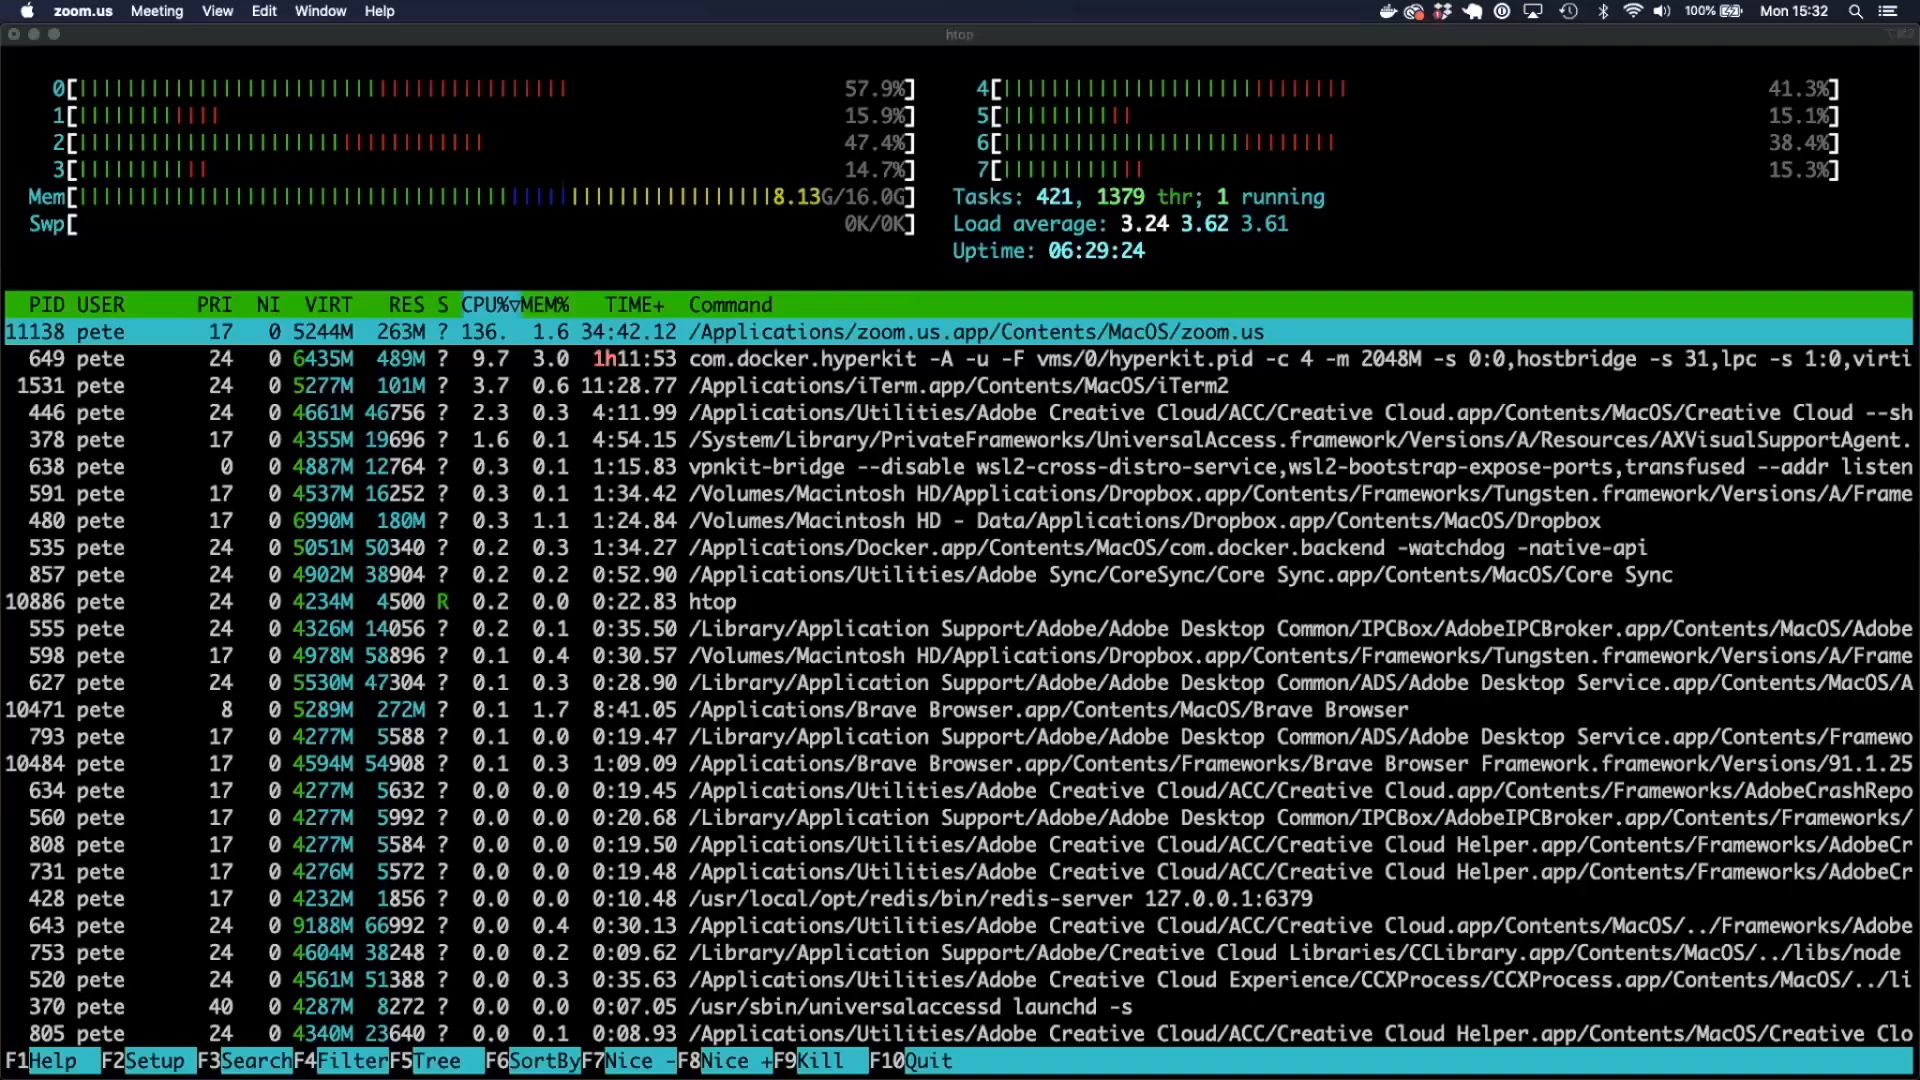 zoom.us Meeting View Edit Window Help 100% Mon 15:32
htop
0[ 57.9%] 4[ 41.3%]
1[ 15.9%] 5[ 15.1%]
2[ 47.4%] 6[ 38.4%]
3[ 14.7%] 7[ 15.3%]
Mem[ 8.13G/16.0G] Tasks: 421, 1379 thr; 1 running
Swp[ 0K/0K] Load average: 3.24 3.62 3.61
Uptime: 06:29:24
PID USER PRI NI VIRT RES S CPU%▽MEM% TIME+ Command
11138 pete 17 0 5244M 263M ? 136. 1.6 34:42.12 /Applications/zoom.us.app/Contents/MacOS/zoom.us
649 pete 24 0 6435M 489M ? 9.7 3.0 1h11:53 com.docker.hyperkit -A -u -F vms/0/hyperkit.pid -c 4 -m 2048M -s 0:0,hostbridge -s 31,lpc -s 1:0,virti
1531 pete 24 0 5277M 101M ? 3.7 0.6 11:28.77 /Applications/iTerm.app/Contents/MacOS/iTerm2
446 pete 24 0 4661M 46756 ? 2.3 0.3 4:11.99 /Applications/Utilities/Adobe Creative Cloud/ACC/Creative Cloud.app/Contents/MacOS/Creative Cloud --sh
378 pete 17 0 4355M 19696 ? 1.6 0.1 4:54.15 /System/Library/PrivateFrameworks/UniversalAccess.framework/Versions/A/Resources/AXVisualSupportAgent.
638 pete 0 0 4887M 12764 ? 0.3 0.1 1:15.83 vpnkit-bridge --disable wsl2-cross-distro-service,wsl2-bootstrap-expose-ports,transfused --addr listen
591 pete 17 0 4537M 16252 ? 0.3 0.1 1:34.42 /Volumes/Macintosh HD/Applications/Dropbox.app/Contents/Frameworks/Tungsten.framework/Versions/A/Frame
480 pete 17 0 6990M 180M ? 0.3 1.1 1:24.84 /Volumes/Macintosh HD - Data/Applications/Dropbox.app/Contents/MacOS/Dropbox
535 pete 24 0 5051M 50340 ? 0.2 0.3 1:34.27 /Applications/Docker.app/Contents/MacOS/com.docker.backend -watchdog -native-api
857 pete 24 0 4902M 38904 ? 0.2 0.2 0:52.90 /Applications/Utilities/Adobe Sync/CoreSync/Core Sync.app/Contents/MacOS/Core Sync
10886 pete 24 0 4234M 4500 R 0.2 0.0 0:22.83 htop
555 pete 24 0 4326M 14056 ? 0.2 0.1 0:35.50 /Library/Application Support/Adobe/Adobe Desktop Common/IPCBox/AdobeIPCBroker.app/Contents/MacOS/Adobe
598 pete 17 0 4978M 58896 ? 0.1 0.4 0:30.57 /Volumes/Macintosh HD/Applications/Dropbox.app/Contents/Frameworks/Tungsten.framework/Versions/A/Frame
627 pete 24 0 5530M 47304 ? 0.1 0.3 0:28.90 /Library/Application Support/Adobe/Adobe Desktop Common/ADS/Adobe Desktop Service.app/Contents/MacOS/A
10471 pete 8 0 5289M 272M ? 0.1 1.7 8:41.05 /Applications/Brave Browser.app/Contents/MacOS/Brave Browser
793 pete 17 0 4277M 5588 ? 0.1 0.0 0:19.47 /Library/Application Support/Adobe/Adobe Desktop Common/ADS/Adobe Desktop Service.app/Contents/Framewo
10484 pete 17 0 4594M 54908 ? 0.1 0.3 1:09.09 /Applications/Brave Browser.app/Contents/Frameworks/Brave Browser Framework.framework/Versions/91.1.25
634 pete 17 0 4277M 5632 ? 0.0 0.0 0:19.45 /Applications/Utilities/Adobe Creative Cloud/ACC/Creative Cloud.app/Contents/Frameworks/AdobeCrashRepo
560 pete 17 0 4277M 5992 ? 0.0 0.0 0:20.68 /Library/Application Support/Adobe/Adobe Desktop Common/IPCBox/AdobeIPCBroker.app/Contents/Frameworks/
808 pete 17 0 4277M 5584 ? 0.0 0.0 0:19.50 /Applications/Utilities/Adobe Creative Cloud/ACC/Creative Cloud Helper.app/Contents/Frameworks/AdobeCr
731 pete 17 0 4276M 5572 ? 0.0 0.0 0:19.48 /Applications/Utilities/Adobe Creative Cloud/ACC/Creative Cloud Helper.app/Contents/Frameworks/AdobeCr
428 pete 17 0 4232M 1856 ? 0.0 0.0 0:10.48 /usr/local/opt/redis/bin/redis-server 127.0.0.1:6379
643 pete 24 0 9188M 66992 ? 0.0 0.4 0:30.13 /Applications/Utilities/Adobe Creative Cloud/ACC/Creative Cloud.app/Contents/MacOS/../Frameworks/Adobe
753 pete 24 0 4604M 38248 ? 0.0 0.2 0:09.62 /Library/Application Support/Adobe/Creative Cloud Libraries/CCLibrary.app/Contents/MacOS/../libs/node
520 pete 24 0 4561M 51388 ? 0.0 0.3 0:35.63 /Applications/Utilities/Adobe Creative Cloud Experience/CCXProcess/CCXProcess.app/Contents/MacOS/../li
370 pete 40 0 4287M 8272 ? 0.0 0.0 0:07.05 /usr/sbin/universalaccessd launchd -s
805 pete 24 0 4340M 23640 ? 0.0 0.1 0:08.93 /Applications/Utilities/Adobe Creative Cloud/ACC/Creative Cloud Helper.app/Contents/MacOS/Creative Clo
F1Help F2Setup F3SearchF4FilterF5Tree F6SortByF7Nice -F8Nice +F9Kill F10Quit